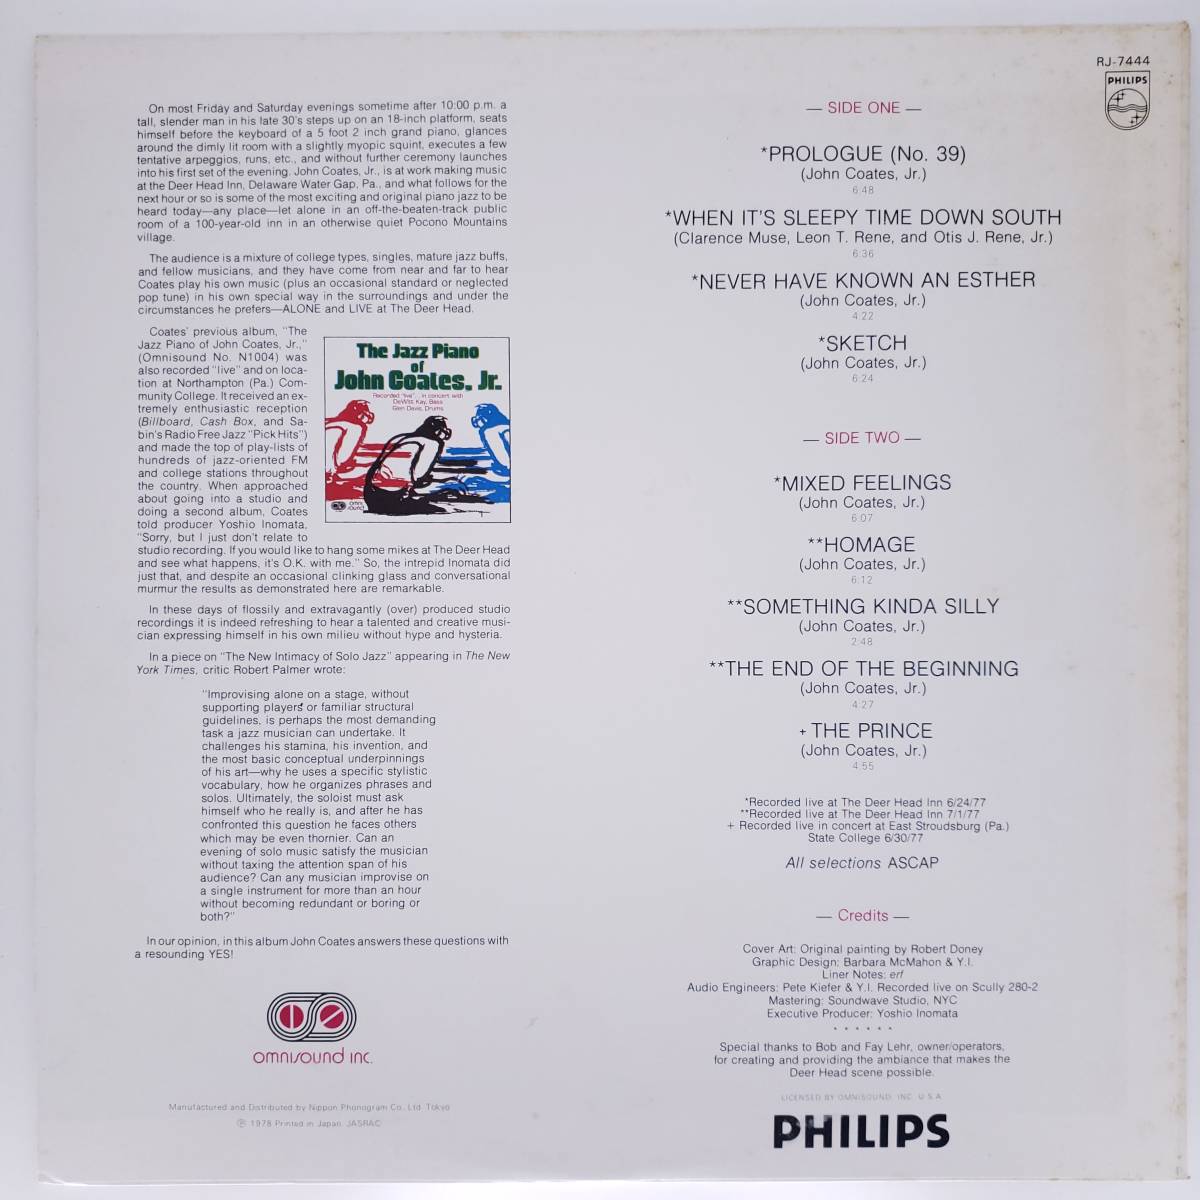 On most Friday and Saturday evenings sometime after 10:00 p.m. a
tall, slender man in his late 30's steps up on an 18-inch platform, seats
himself before the keyboard of a 5 foot 2 inch grand piano, glances
around the dimly lit room with a slightly myopic squint, executes a few
tentative arpeggios, runs, etc., and without further ceremony launches
into his first set of the evening. John Coates, Jr., is at work making music
at the Deer Head Inn, Delaware Water Gap, Pa., and what follows for the
next hour or so is some of the most exciting and original piano jazz to be
heard today—any place—let alone in an off-the-beaten-track public
room of a 100-year-old inn in an otherwise quiet Pocono Mountains
village.
The audience is a mixture of college types, singles, mature jazz buffs,
and fellow musicians, and they have come from near and far to hear
Coates play his own music (plus an occasional standard or neglected
pop tune) in his own special way in the surroundings and under the
circumstances he prefers—ALONE and LIVE at The Deer Head.
Coates' previous album, "The
Jazz Piano of John Coates, Jr.,"
(Omnisound No. N1004) was
also recorded "live" and on loca-
tion at Northampton (Pa.) Com-
munity College. It received an ex-
tremely enthusiastic reception
(Billboard, Cash Box, and Sa-
bin's Radio Free Jazz "Pick Hits")
and made the top of play-lists of
hundreds of jazz-oriented FM
and college stations throughout
the country. When approached
about going into a studio and
doing a second album, Coates
told producer Yoshio Inomata,
"Sorry, but I just don't relate to
studio recording. If you would like to hang some mikes at The Deer Head
and see what happens, it's O.K. with me." So, the intrepid Inomata did
just that, and despite an occasional clinking glass and conversational
murmur the results as demonstrated here are remarkable.
The Jazz Piano
of
John Coates, Jr.
Recorded "live"... in concert with
DeWitt Kay, Bass
Glen Davis, Drums
omni
sound
In these days of flossily and extravagantly (over) produced studio
recordings it is indeed refreshing to hear a talented and creative musi-
cian expressing himself in his own milieu without hype and hysteria.
In a piece on "The New Intimacy of Solo Jazz" appearing in The New
York Times, critic Robert Palmer wrote:
"Improvising alone on a stage, without
supporting players or familiar structural
guidelines, is perhaps the most demanding
task a jazz musician can undertake. It
challenges his stamina, his invention, and
the most basic conceptual underpinnings
of his art—why he uses a specific stylistic
vocabulary, how he organizes phrases and
solos. Ultimately, the soloist must ask
himself who he really is, and after he has
confronted this question he faces others
which may be even thornier. Can an
evening of solo music satisfy the musician
without taxing the attention span of his
audience? Can any musician improvise on
a single instrument for more than an hour
without becoming redundant or boring or
both?"
In our opinion, in this album John Coates answers these questions with
a resounding YES!
omnisound inc.
Manufactured and Distributed by Nippon Phonogram Co., Ltd. Tokyo
Ⓟ 1978 Printed in Japan. JASRAC
RJ-7444
PHILIPS
— SIDE ONE —
*PROLOGUE (No. 39)
(John Coates, Jr.)
6:48
*WHEN IT'S SLEEPY TIME DOWN SOUTH
(Clarence Muse, Leon T. Rene, and Otis J. Rene, Jr.)
6:36
*NEVER HAVE KNOWN AN ESTHER
(John Coates, Jr.)
4:22
*SKETCH
(John Coates, Jr.)
6:24
— SIDE TWO —
*MIXED FEELINGS
(John Coates, Jr.)
6:07
**HOMAGE
(John Coates, Jr.)
6:12
**SOMETHING KINDA SILLY
(John Coates, Jr.)
2:48
**THE END OF THE BEGINNING
(John Coates, Jr.)
4:27
+ THE PRINCE
(John Coates, Jr.)
4:55
*Recorded live at The Deer Head Inn 6/24/77
**Recorded live at The Deer Head Inn 7/1/77
+ Recorded live in concert at East Stroudsburg (Pa.)
State College 6/30/77
All selections ASCAP
— Credits —
Cover Art: Original painting by Robert Doney
Graphic Design: Barbara McMahon & Y.I.
Liner Notes: erf
Audio Engineers: Pete Kiefer & Y.I. Recorded live on Scully 280-2
Mastering: Soundwave Studio, NYC
Executive Producer: Yoshio Inomata
* * * * * *
Special thanks to Bob and Fay Lehr, owner/operators,
for creating and providing the ambiance that makes the
Deer Head scene possible.
LICENSED BY OMNISOUND, INC. U.S.A.
PHILIPS